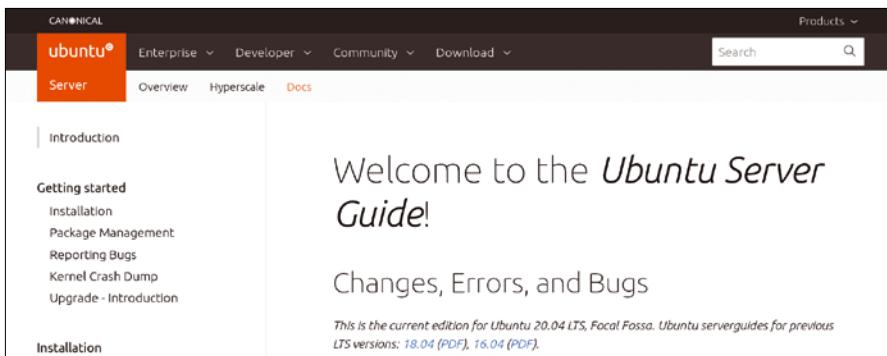 CANONICAL
Products
ubuntu®
Enterprise
Developer
Community
Download
Search
Server
Overview
Hyperscale
Docs
Introduction
Getting started
Installation
Package Management
Reporting Bugs
Kernel Crash Dump
Upgrade - Introduction
Installation
Welcome to the Ubuntu Server
Guide!
Changes, Errors, and Bugs
This is the current edition for Ubuntu 20.04 LTS, Focal Fossa. Ubuntu serverguides for previous
LTS versions: 18.04 (PDF), 16.04 (PDF).